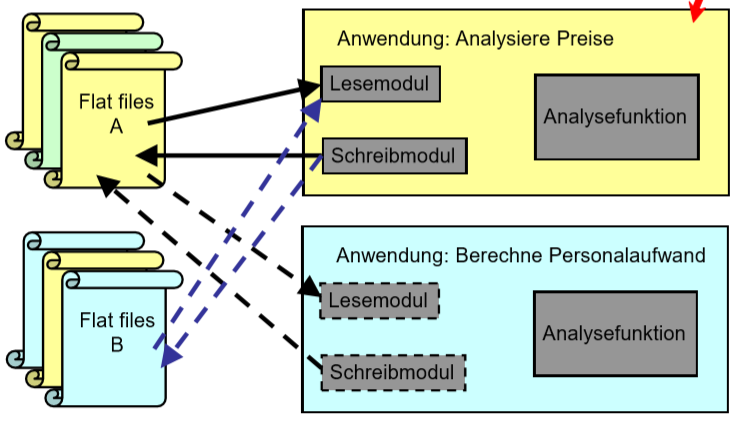 Flat files
A
Anwendung: Analysiere Preise
Lesemodul
Analysefunktion
Schreibmodul
Flat files
B
Anwendung: Berechne Personalaufwand
Lesemodul
Analysefunktion
Schreibmodul